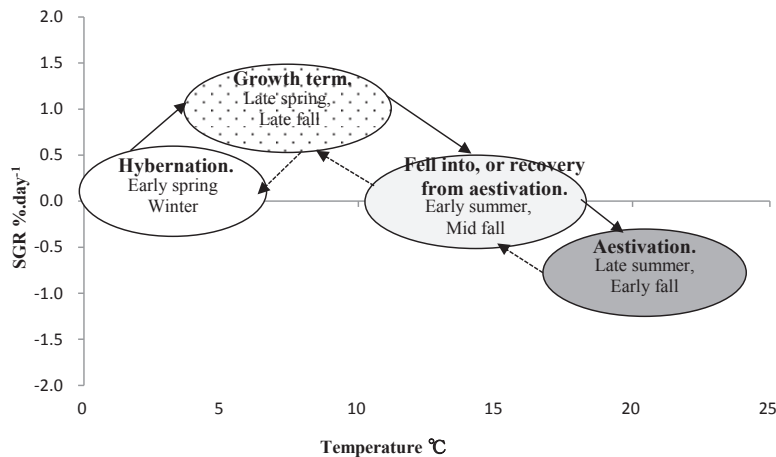 2.0
1.5
1.0
0.5
0.0
-0.5
-1.0
-1.5
-2.0
SGR %.day-1
Growth term.
Late spring,
Late fall
Hybernation.
Early spring
Winter
Fell into, or recovery
from aestivation.
Early summer,
Mid fall
Aestivation.
Late summer,
Early fall
0 5 10 15 20 25
Temperature ℃